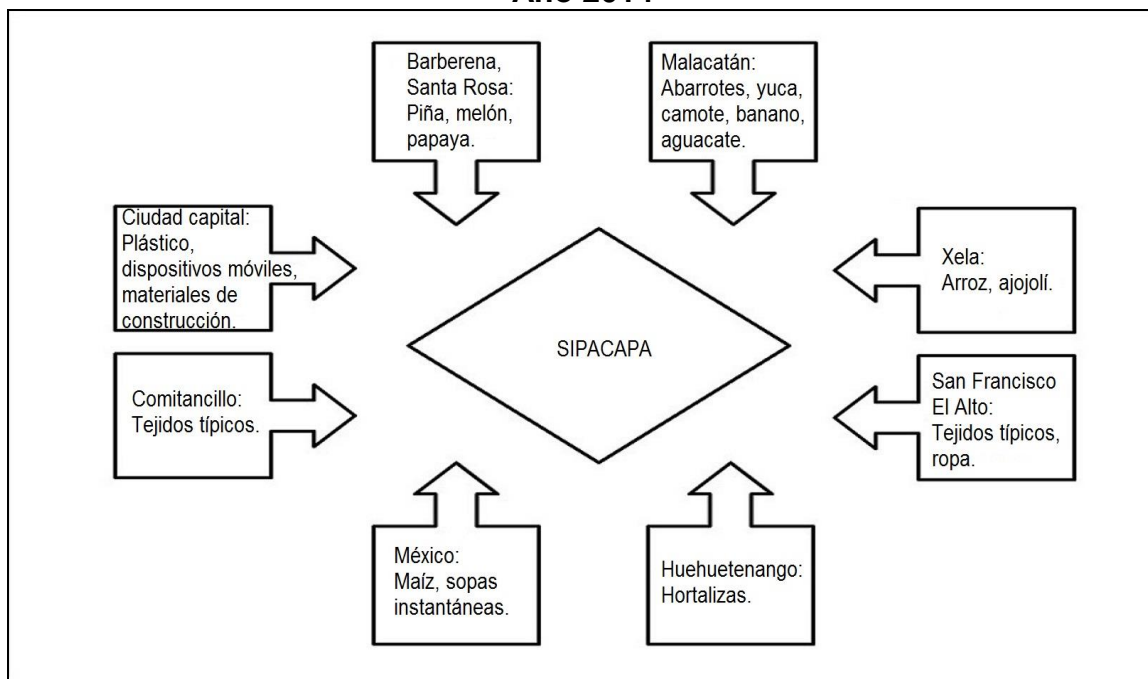 Año
Barberena,
Santa Rosa:
Piña, melón,
papaya.
Malacatán:
Abarrotes, yuca,
camote, banano,
aguacate.
Ciudad capital:
Plástico,
dispositivos móviles,
materiales de
construcción.
Xela:
Arroz, ajojolí.
SIPACAPA
Comitancillo:
Tejidos típicos.
San Francisco
El Alto:
Tejidos típicos,
ropa.
México:
Maíz, sopas
instantáneas.
Huehuetenango:
Hortalizas.